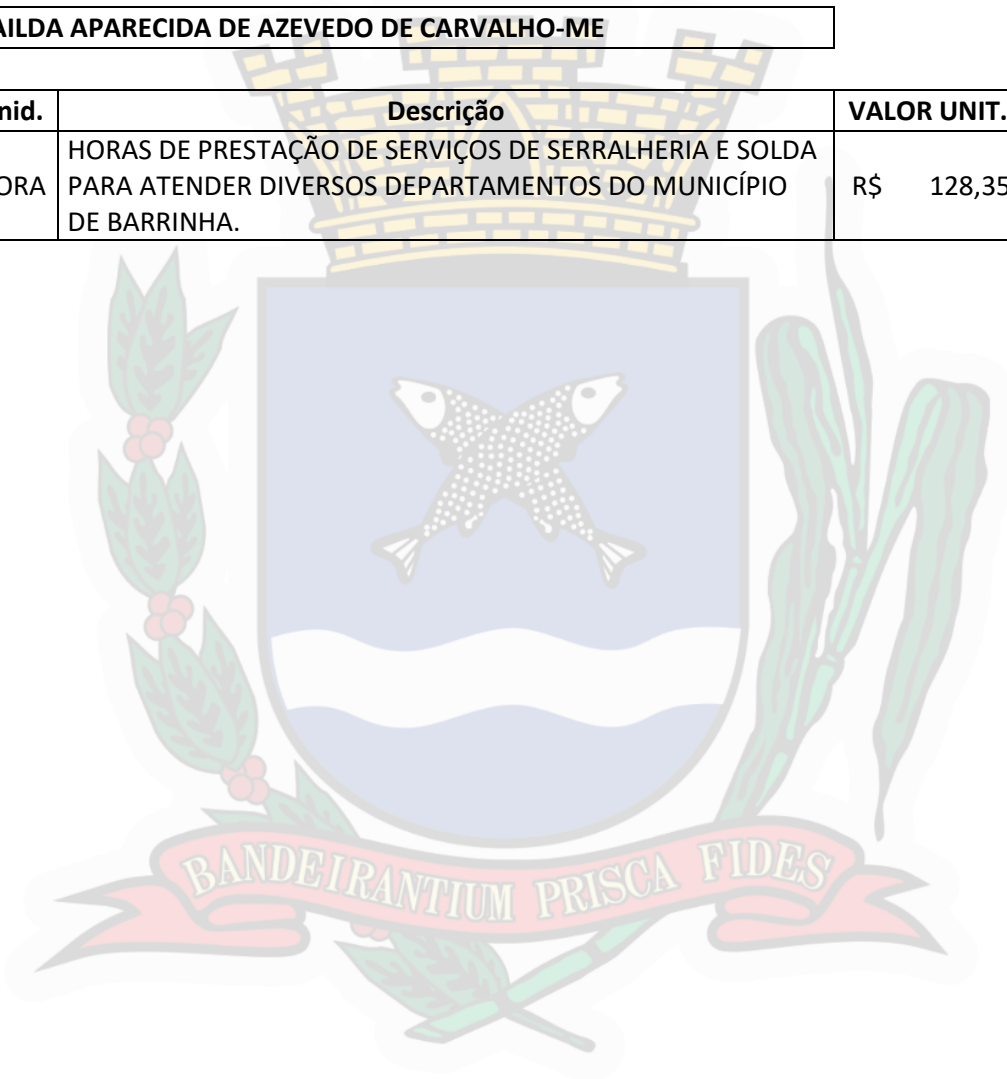 AILDA APARECIDA DE AZEVEDO DE CARVALHO-ME
nid. Descrição VALOR UNIT.
HORAS DE PRESTAÇÃO DE SERVIÇOS DE SERRALHERIA E SOLDA
ORA PARA ATENDER DIVERSOS DEPARTAMENTOS DO MUNICÍPIO R$ 128,35
DE BARRINHA.
BANDEIRANTIUM PRISCA FIDES